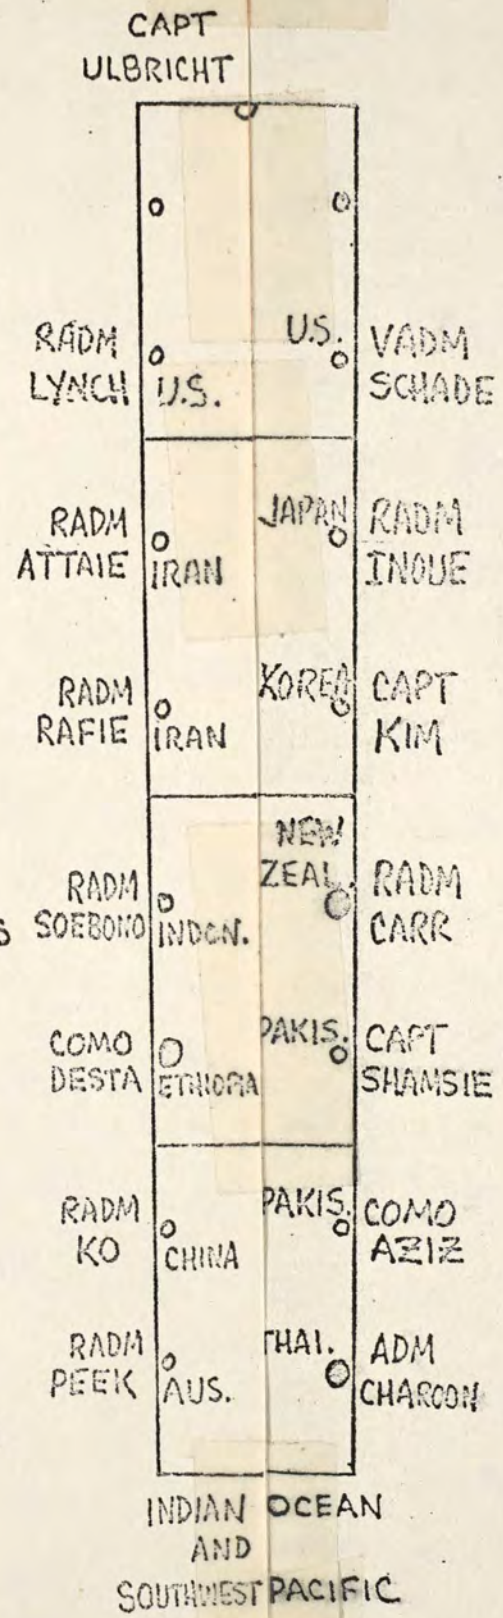 CAPT
ULBRICHT
RADM
LYNCH
U.S.
U.S.
VADM
SCHADE
RADM
ATTAIE
IRAN
JAPAN
RADM
INOUE
RADM
RAFIE
IRAN
KOREA
CAPT
KIM
RADM
SOEBONO
INDON.
NEW
ZEAL.
RADM
CARR
COMO
DESTA
ETHIOPIA
PAKIS.
CAPT
SHAMSIE
RADM
KO
CHINA
PAKIS.
COMO
AZIZ
RADM
PEEK
AUS.
THAI.
ADM
CHAROON
INDIAN OCEAN
AND
SOUTHWEST PACIFIC